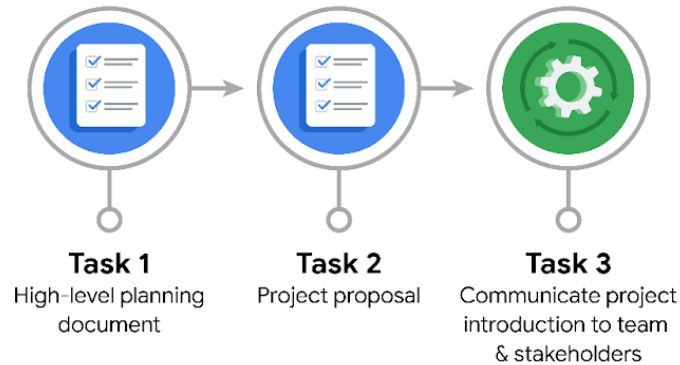 Task 1
High-level planning
document
Task 2
Project proposal
Task 3
Communicate project
introduction to team
& stakeholders